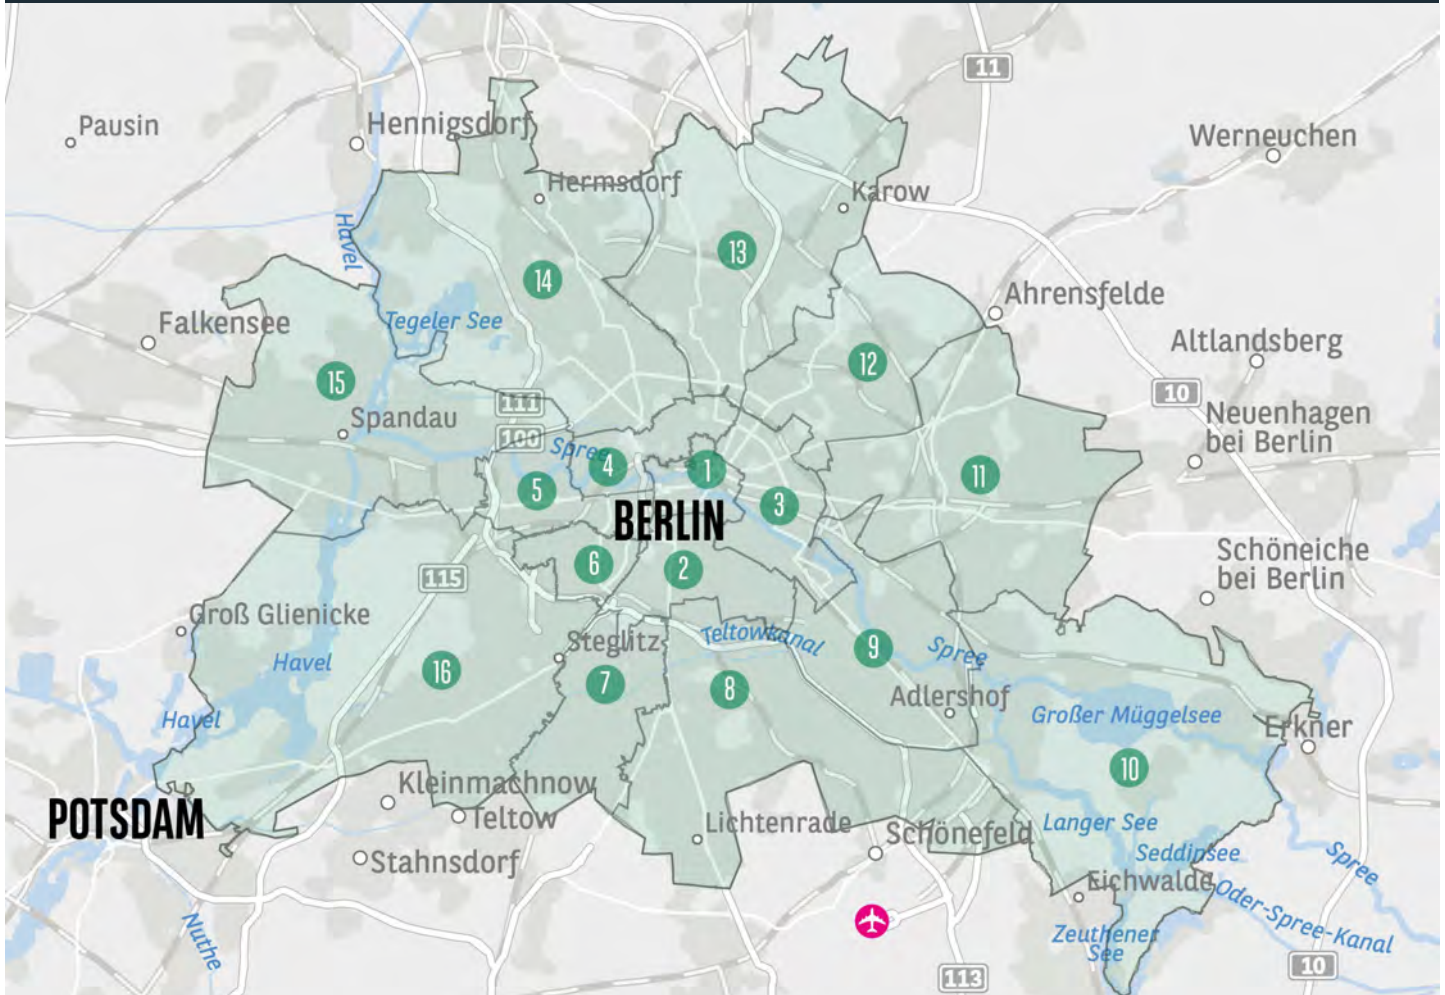 11
Pausin
Hennigsdorf
Werneuchen
Hermsdorf
Karow
Havel
13
14
Ahrensfelde
Falkensee
Tegeler See
Altlandsberg
12
15
10
111
Spandau
Neuenhagen
bei Berlin
100
Spree
4
1
11
5
3
BERLIN
Schöneiche
bei Berlin
6
2
115
Groß Glienicke
Steglitz
Teltowkanal
9
Spree
Havel
16
7
8
Adlershof
Havel
Großer Müggelsee
Erkner
10
Kleinmachnow
POTSDAM
Teltow
Lichtenrade
Schönefeld
Langer See
Stahnsdorf
Seddinsee
Spree
Eichwalde
Oder-Spree-Kanal
Nuthe
Zeuthener
See
113
10